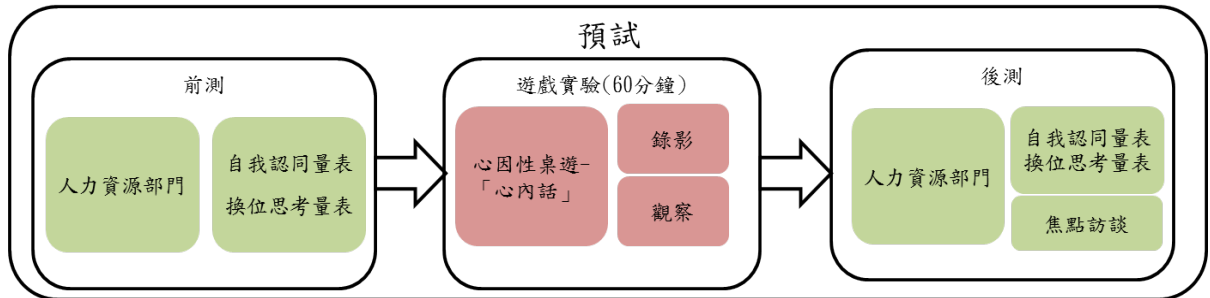 預試
前測
人力資源部門
自我認同量表
換位思考量表
遊戲實驗(60分鐘)
心因性桌遊-
「心內話」
錄影
觀察
後測
人力資源部門
自我認同量表
換位思考量表
焦點訪談